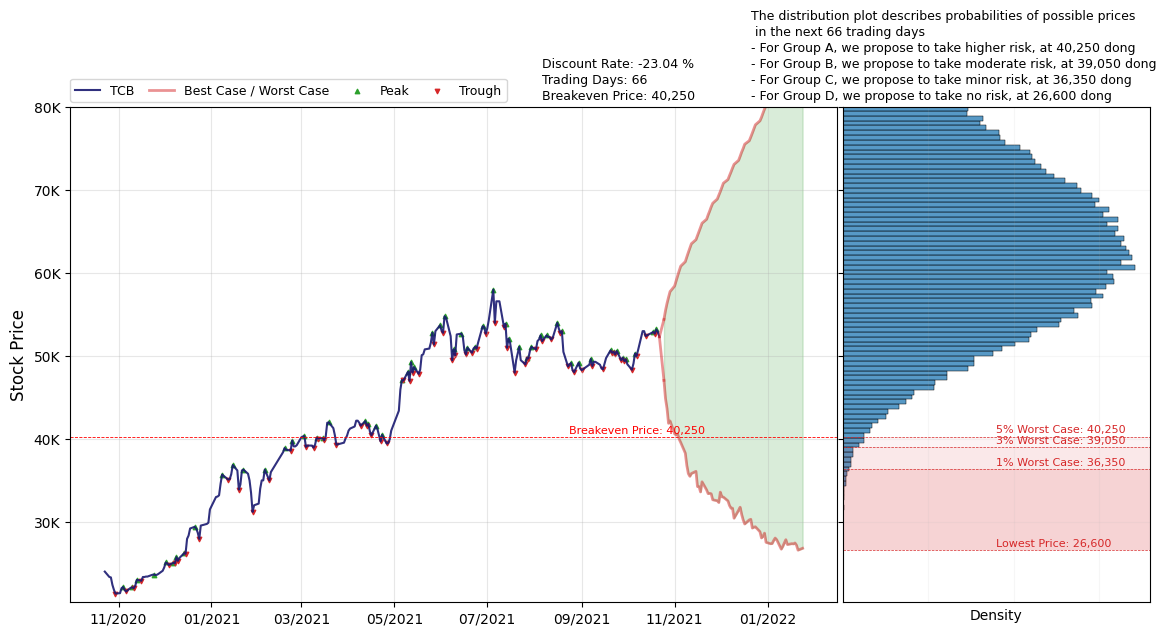 The distribution plot describes probabilities of possible prices
in the next 66 trading days
- For Group A, we propose to take higher risk, at 40,250 dong
- For Group B, we propose to take moderate risk, at 39,050 dong
- For Group C, we propose to take minor risk, at 36,350 dong
- For Group D, we propose to take no risk, at 26,600 dong
Discount Rate: -23.04 %
Trading Days: 66
Breakeven Price: 40,250
TCB Best Case / Worst Case Peak Trough
80K
70K
60K
50K
40K
30K
Stock Price
Breakeven Price: 40,250
5% Worst Case: 40,250
3% Worst Case: 39,050
1% Worst Case: 36,350
Lowest Price: 26,600
11/2020 01/2021 03/2021 05/2021 07/2021 09/2021 11/2021 01/2022
Density